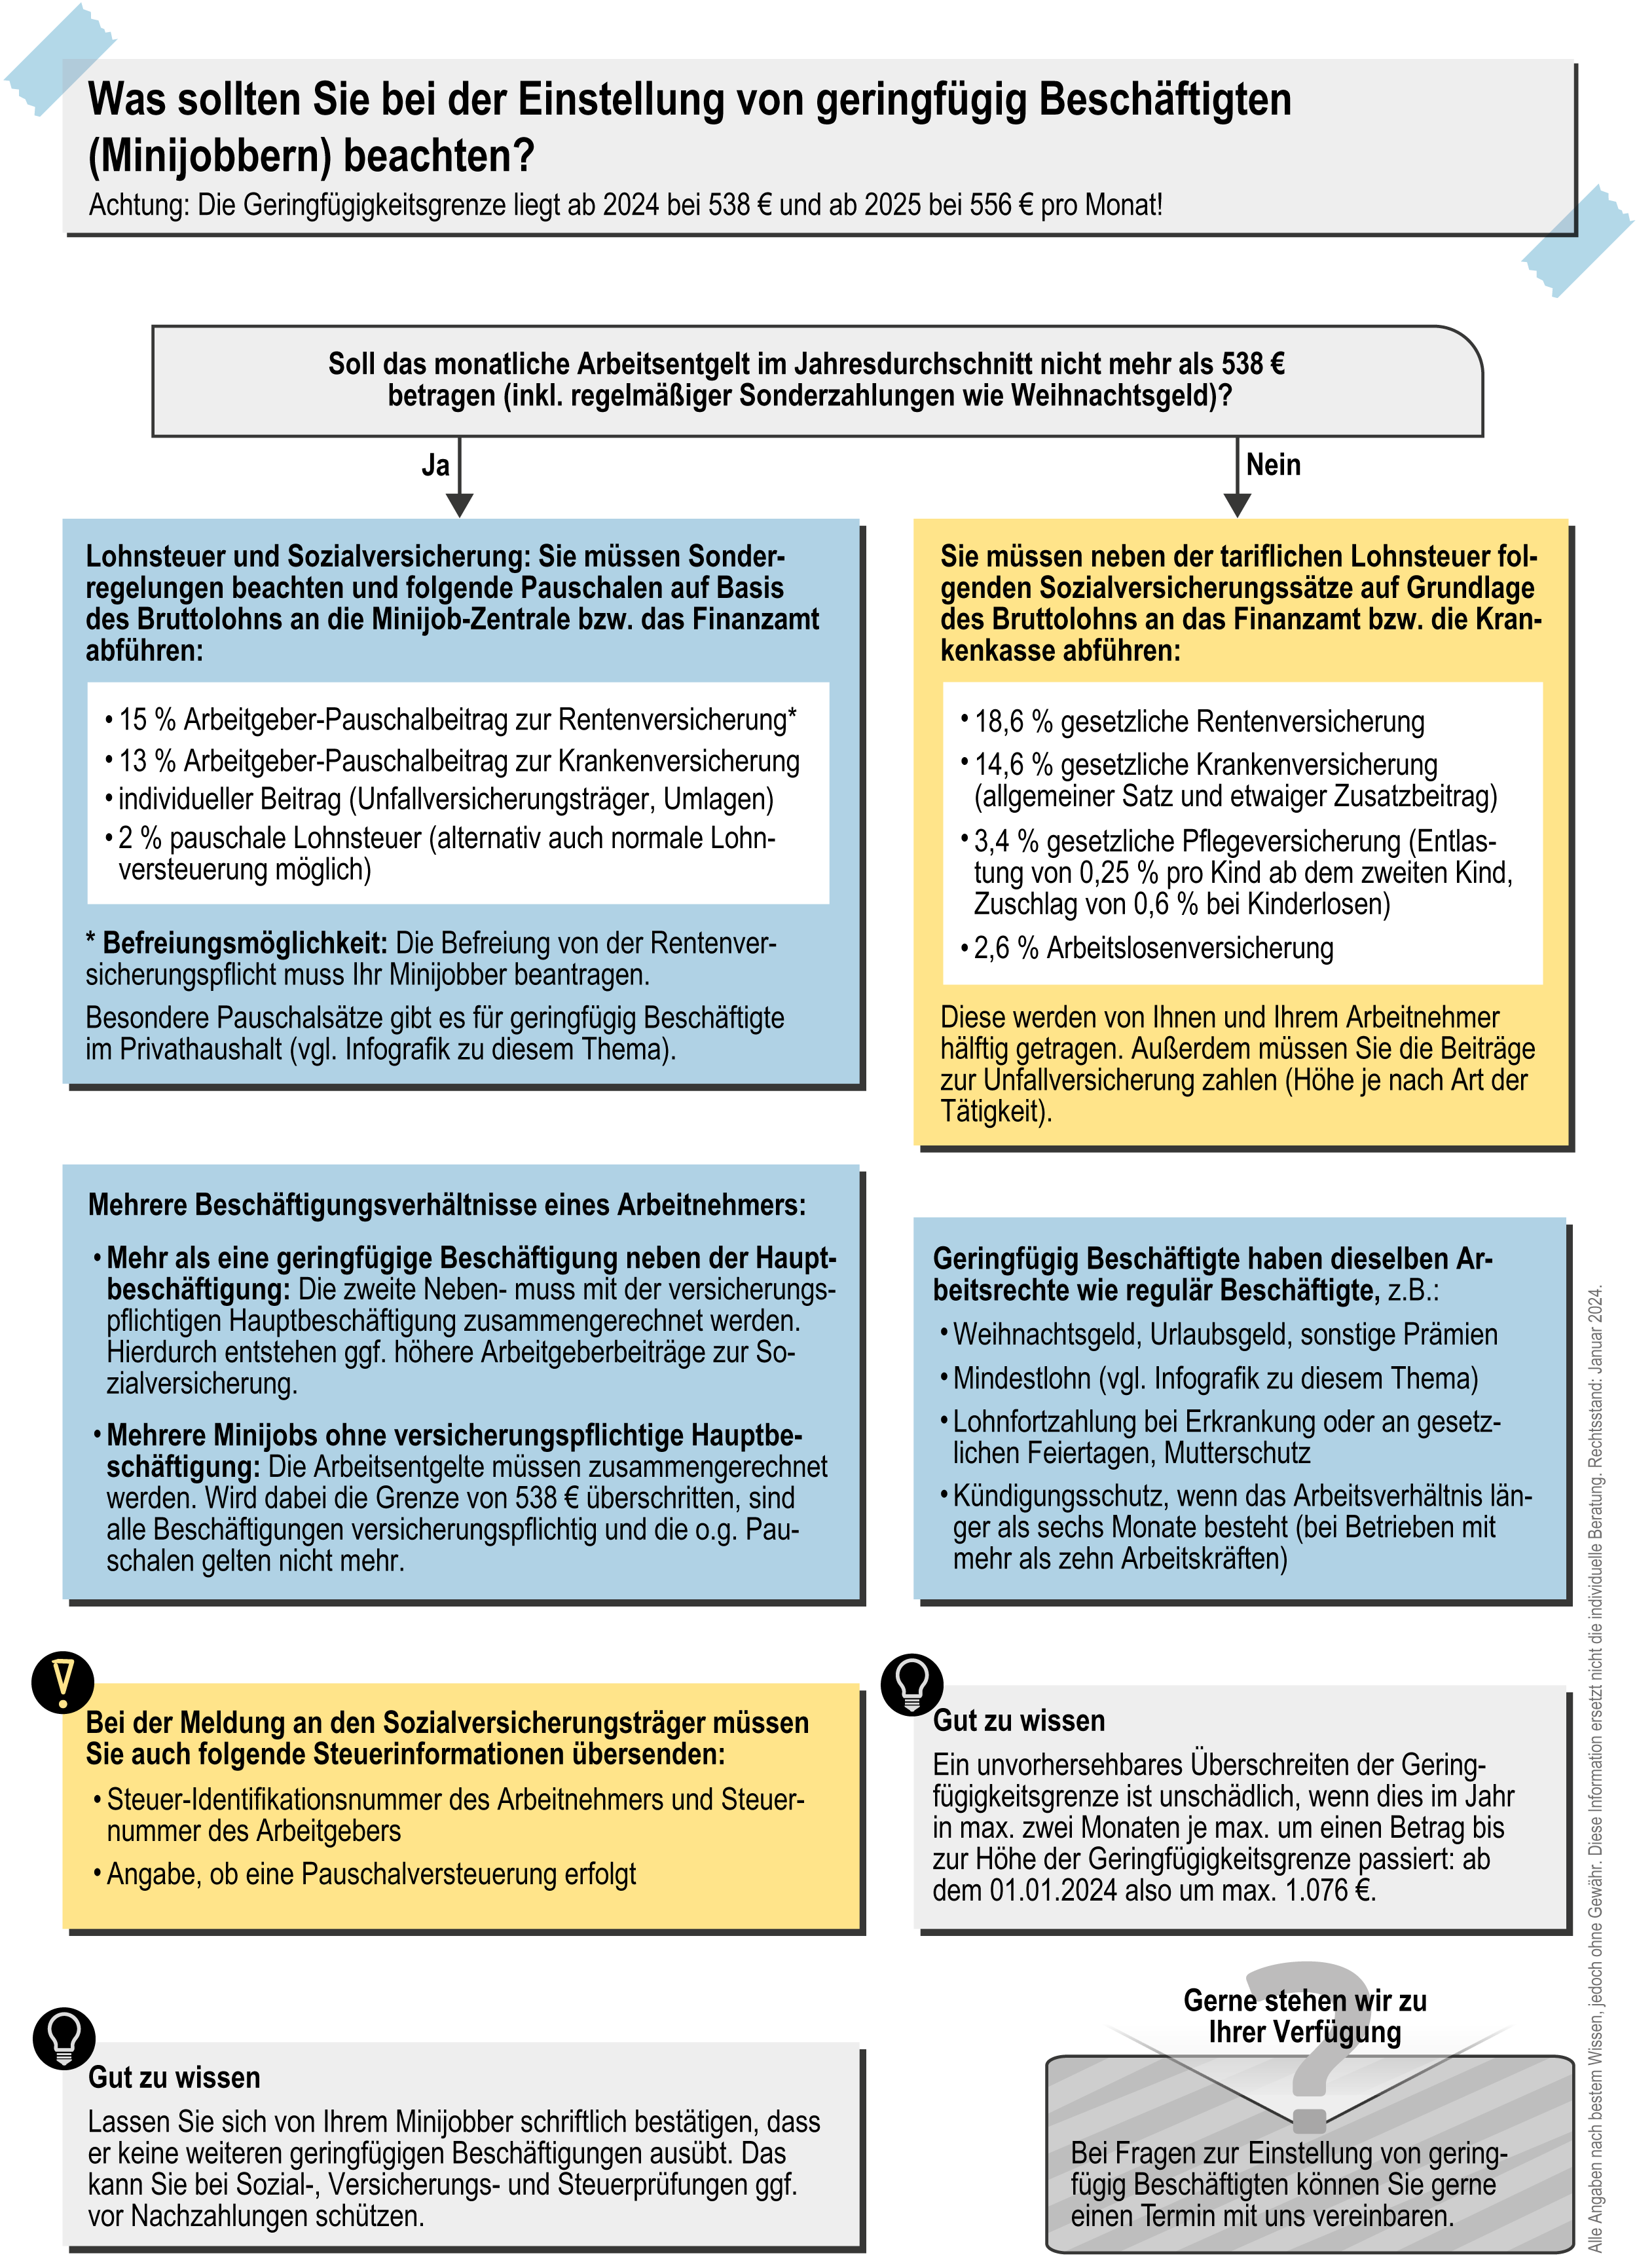 Was sollten Sie bei der Einstellung von geringfügig Beschäftigten
(Minijobbern) beachten?
Achtung: Die Geringfügigkeitsgrenze liegt ab 2024 bei 538 € und ab 2025 bei 556 € pro Monat!
Soll das monatliche Arbeitsentgelt im Jahresdurchschnitt nicht mehr als 538 €
betragen (inkl. regelmäßiger Sonderzahlungen wie Weihnachtsgeld)?
Ja
Nein
Lohnsteuer und Sozialversicherung: Sie müssen Sonder-
regelungen beachten und folgende Pauschalen auf Basis
des Bruttolohns an die Minijob-Zentrale bzw. das Finanzamt
abführen:
• 15 % Arbeitgeber-Pauschalbeitrag zur Rentenversicherung*
• 13 % Arbeitgeber-Pauschalbeitrag zur Krankenversicherung
• individueller Beitrag (Unfallversicherungsträger, Umlagen)
• 2 % pauschale Lohnsteuer (alternativ auch normale Lohn-
versteuerung möglich)
* Befreiungsmöglichkeit: Die Befreiung von der Rentenver-
sicherungspflicht muss Ihr Minijobber beantragen.
Besondere Pauschalsätze gibt es für geringfügig Beschäftigte
im Privathaushalt (vgl. Infografik zu diesem Thema).
Sie müssen neben der tariflichen Lohnsteuer fol-
genden Sozialversicherungssätze auf Grundlage
des Bruttolohns an das Finanzamt bzw. die Kran-
kenkasse abführen:
• 18,6 % gesetzliche Rentenversicherung
• 14,6 % gesetzliche Krankenversicherung
(allgemeiner Satz und etwaiger Zusatzbeitrag)
• 3,4 % gesetzliche Pflegeversicherung (Entlas-
tung von 0,25 % pro Kind ab dem zweiten Kind,
Zuschlag von 0,6 % bei Kinderlosen)
• 2,6 % Arbeitslosenversicherung
Diese werden von Ihnen und Ihrem Arbeitnehmer
hälftig getragen. Außerdem müssen Sie die Beiträge
zur Unfallversicherung zahlen (Höhe je nach Art der
Tätigkeit).
Mehrere Beschäftigungsverhältnisse eines Arbeitnehmers:
• Mehr als eine geringfügige Beschäftigung neben der Haupt-
beschäftigung: Die zweite Neben- muss mit der versicherungs-
pflichtigen Hauptbeschäftigung zusammengerechnet werden.
Hierdurch entstehen ggf. höhere Arbeitgeberbeiträge zur So-
zialversicherung.
• Mehrere Minijobs ohne versicherungspflichtige Hauptbe-
schäftigung: Die Arbeitsentgelte müssen zusammengerechnet
werden. Wird dabei die Grenze von 538 € überschritten, sind
alle Beschäftigungen versicherungspflichtig und die o.g. Pau-
schalen gelten nicht mehr.
Geringfügig Beschäftigte haben dieselben Ar-
beitsrechte wie regulär Beschäftigte, z.B.:
• Weihnachtsgeld, Urlaubsgeld, sonstige Prämien
• Mindestlohn (vgl. Infografik zu diesem Thema)
• Lohnfortzahlung bei Erkrankung oder an gesetz-
lichen Feiertagen, Mutterschutz
• Kündigungsschutz, wenn das Arbeitsverhältnis län-
ger als sechs Monate besteht (bei Betrieben mit
mehr als zehn Arbeitskräften)
Bei der Meldung an den Sozialversicherungsträger müssen
Sie auch folgende Steuerinformationen übersenden:
• Steuer-Identifikationsnummer des Arbeitnehmers und Steuer-
nummer des Arbeitgebers
• Angabe, ob eine Pauschalversteuerung erfolgt
Gut zu wissen
Ein unvorhersehbares Überschreiten der Gering-
fügigkeitsgrenze ist unschädlich, wenn dies im Jahr
in max. zwei Monaten je max. um einen Betrag bis
zur Höhe der Geringfügigkeitsgrenze passiert: ab
dem 01.01.2024 also um max. 1.076 €.
Gut zu wissen
Lassen Sie sich von Ihrem Minijobber schriftlich bestätigen, dass
er keine weiteren geringfügigen Beschäftigungen ausübt. Das
kann Sie bei Sozial-, Versicherungs- und Steuerprüfungen ggf.
vor Nachzahlungen schützen.
?
Gerne stehen wir zu
Ihrer Verfügung
Bei Fragen zur Einstellung von gering-
fügig Beschäftigten können Sie gerne
einen Termin mit uns vereinbaren.
Alle Angaben nach bestem Wissen, jedoch ohne Gewähr. Diese Information ersetzt nicht die individuelle Beratung. Rechtsstand: Januar 2024.